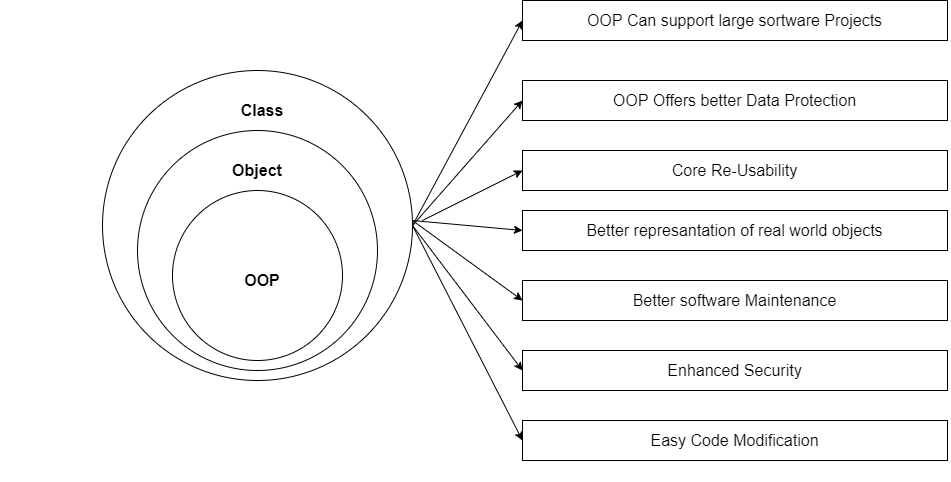 OOP Can support large sortware Projects
Class
OOP Offers better Data Protection
Object
Core Re-Usability
Better represantation of real world objects
OOP
Better software Maintenance
Enhanced Security
Easy Code Modification